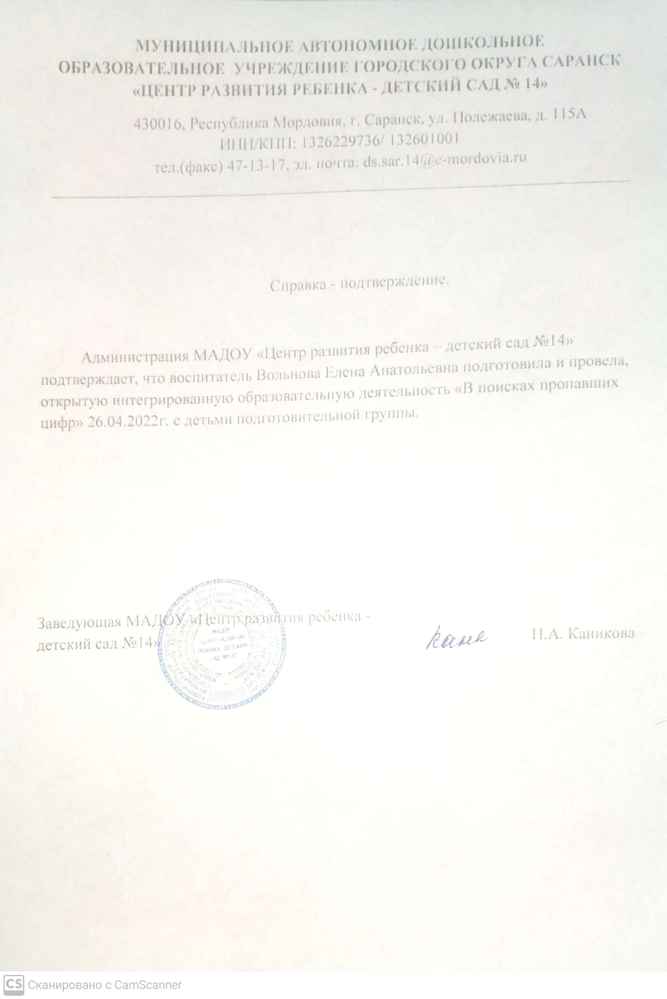 МУНИЦИПАЛЬНОЕ АВТОНОМНОЕ ДОШКОЛЬНОЕ
ОБРАЗОВАТЕЛЬНОЕ УЧРЕЖДЕНИЕ ГОРОДСКОГО ОКРУГА САРАНСК
«ЦЕНТР РАЗВИТИЯ РЕБЕНКА - ДЕТСКИЙ САД № 14»
430016, Республика Мордовия, г. Саранск, ул. Полежаева, д. 115А
ИНН/КПП: 1326229736/ 132601001
тел.(факс) 47-13-17, эл. почта: ds.sar.14@e-mordovia.ru
Справка - подтверждение.
Администрация МАДОУ «Центр развития ребенка – детский сад №14»
подтверждает, что воспитатель Вольнова Елена Анатольевна подготовила и провела,
открытую интегрированную образовательную деятельность «В поисках пропавших
цифр» 26.04.2022г. с детьми подготовительной группы.
Заведующая МАДОУ «Центр развития ребенка -
детский сад №14»
Н.А. Каникова
МАДОУ
"ЦЕНТР РАЗВИТИЯ
РЕБЕНКА ДЕТСКИЙ
САД №14"
CS Сканировано с CamScanner